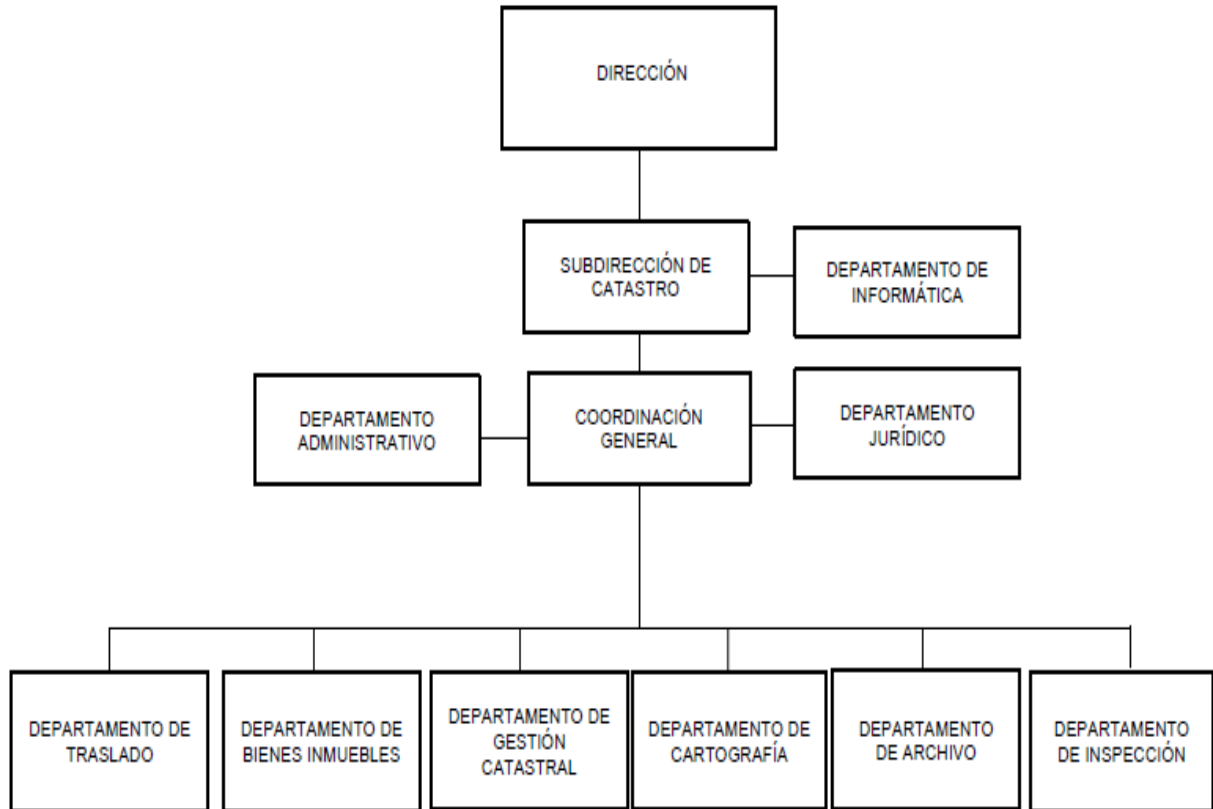 DIRECCIÓN
SUBDIRECCIÓN DE
CATASTRO
DEPARTAMENTO DE
INFORMÁTICA
DEPARTAMENTO
ADMINISTRATIVO
COORDINACIÓN
GENERAL
DEPARTAMENTO
JURÍDICO
DEPARTAMENTO DE
TRASLADO
DEPARTAMENTO DE
BIENES INMUEBLES
DEPARTAMENTO DE
GESTIÓN
CATASTRAL
DEPARTAMENTO DE
CARTOGRAFÍA
DEPARTAMENTO
DE ARCHIVO
DEPARTAMENTO
DE INSPECCIÓN